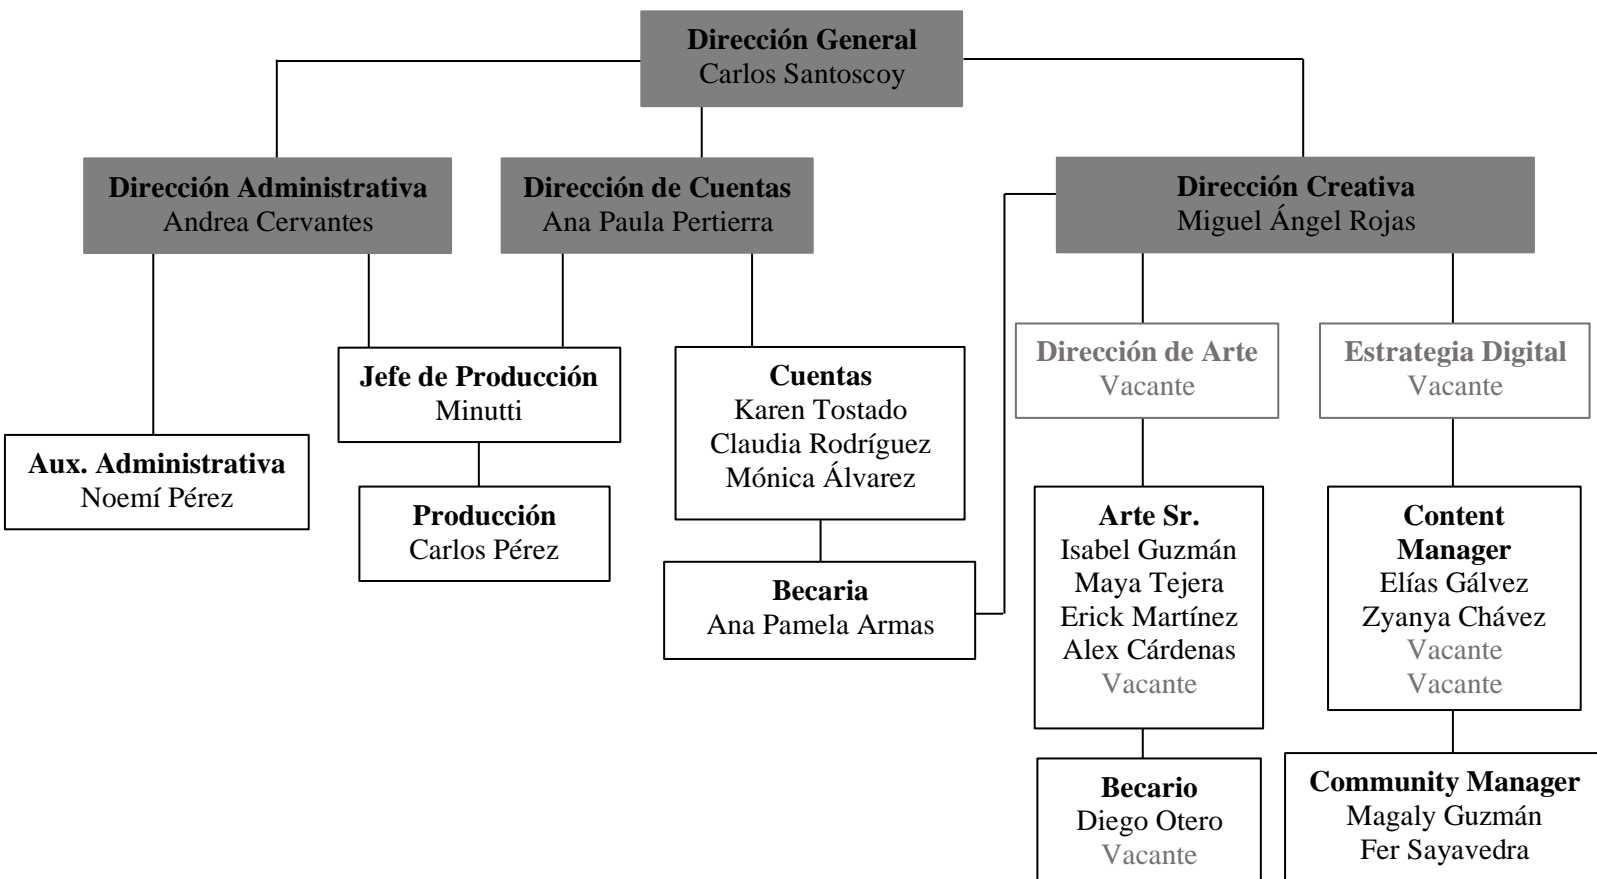 Dirección General
Carlos Santoscoy
Dirección Administrativa
Andrea Cervantes
Dirección de Cuentas
Ana Paula Pertierra
Dirección Creativa
Miguel Ángel Rojas
Aux. Administrativa
Noemí Pérez
Jefe de Producción
Minutti
Producción
Carlos Pérez
Cuentas
Karen Tostado
Claudia Rodríguez
Mónica Álvarez
Becaria
Ana Pamela Armas
Dirección de Arte
Vacante
Arte Sr.
Isabel Guzmán
Maya Tejera
Erick Martínez
Alex Cárdenas
Vacante
Becario
Diego Otero
Vacante
Estrategia Digital
Vacante
Content
Manager
Elías Gálvez
Zyanya Chávez
Vacante
Vacante
Community Manager
Magaly Guzmán
Fer Sayavedra